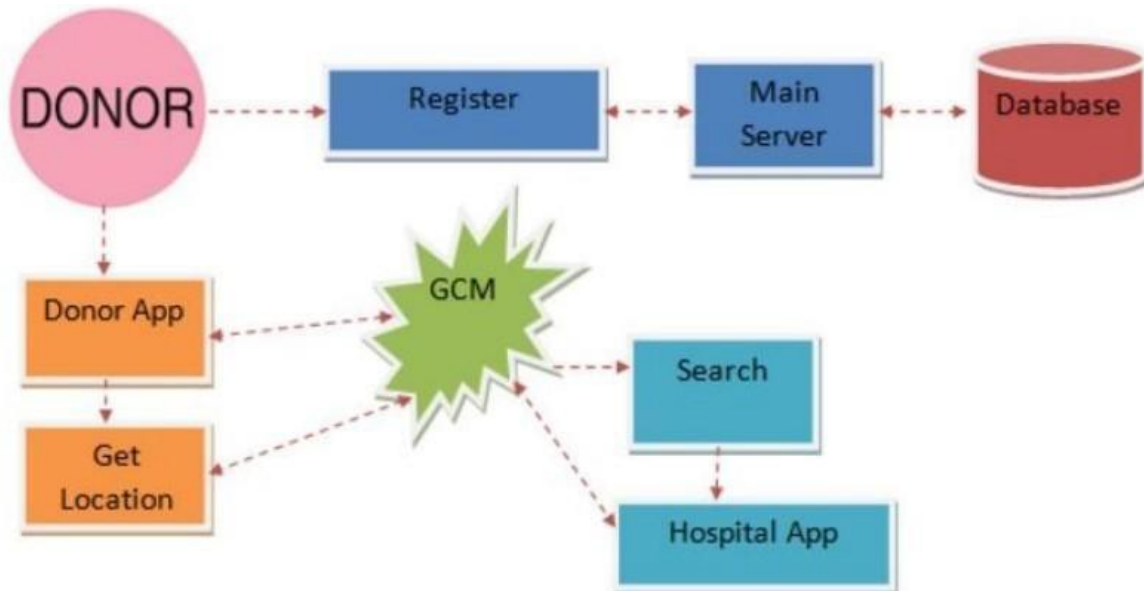 DONOR
Register
Main
Server
Database
Donor App
GCM
Search
Get
Location
Hospital App